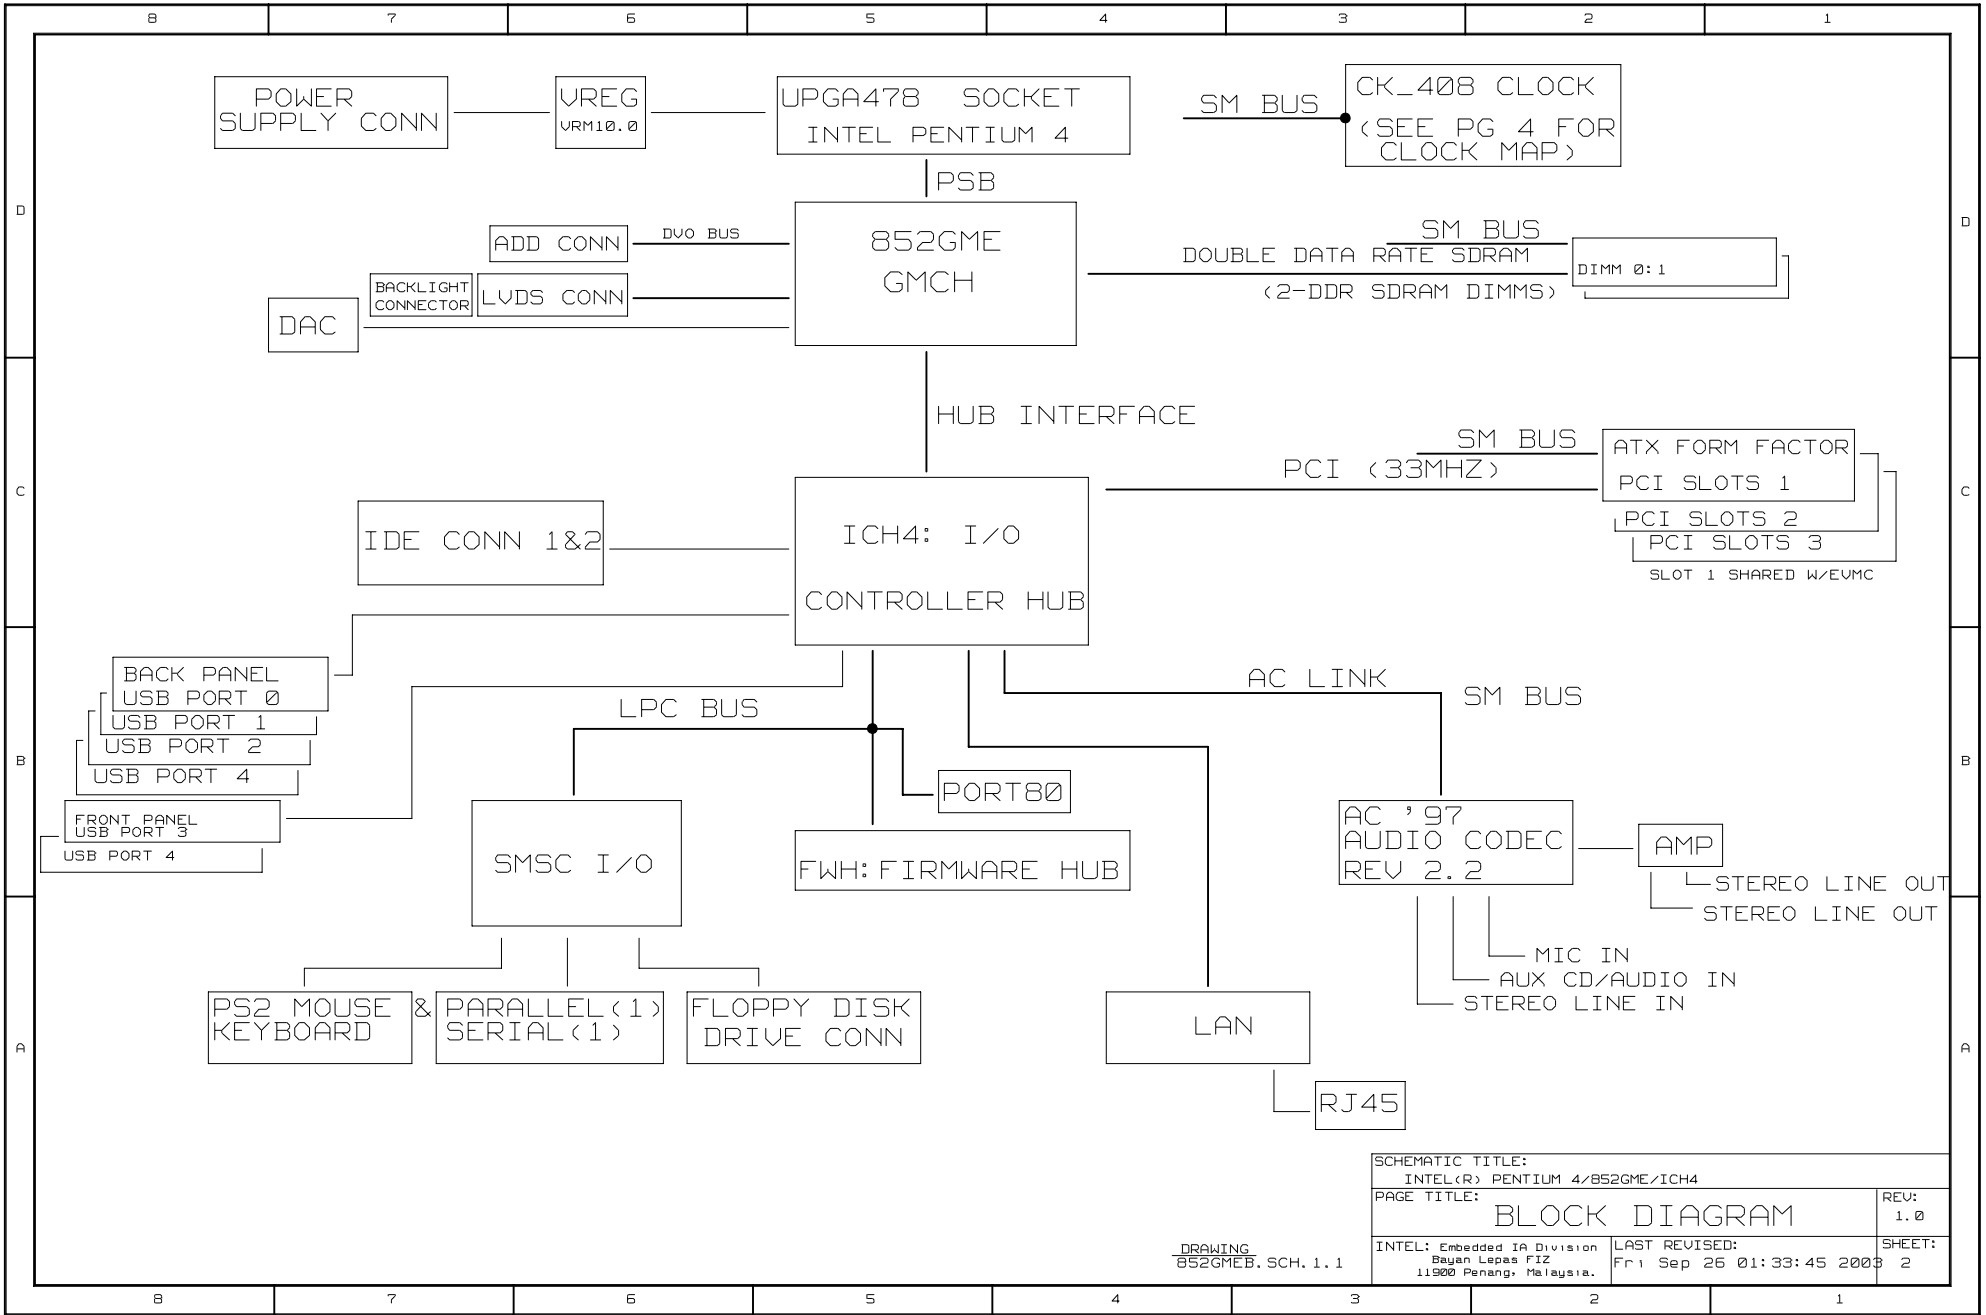 8 7 6 5 4 3 2 1
POWER
SUPPLY CONN
VREG
VRM10.0
UPGA478 SOCKET
INTEL PENTIUM 4
SM BUS
CK_408 CLOCK
(SEE PG 4 FOR
CLOCK MAP)
PSB
D
D
ADD CONN
DVO BUS
852GME
GMCH
SM BUS
DOUBLE DATA RATE SDRAM
(2-DDR SDRAM DIMMS)
DIMM 0:1
BACKLIGHT
CONNECTOR
LVDS CONN
DAC
HUB INTERFACE
SM BUS
PCI (33MHZ)
ATX FORM FACTOR
PCI SLOTS 1
PCI SLOTS 2
PCI SLOTS 3
SLOT 1 SHARED W/EVMC
C
C
IDE CONN 1&2
ICH4: I/O
CONTROLLER HUB
BACK PANEL
USB PORT 0
USB PORT 1
USB PORT 2
USB PORT 4
FRONT PANEL
USB PORT 3
USB PORT 4
LPC BUS
AC LINK
SM BUS
B
B
PORT80
SMSC I/O
FWH:FIRMWARE HUB
AC '97
AUDIO CODEC
REV 2.2
AMP
STEREO LINE OUT
STEREO LINE OUT
MIC IN
AUX CD/AUDIO IN
STEREO LINE IN
PS2 MOUSE &
KEYBOARD
PARALLEL(1)
SERIAL(1)
FLOPPY DISK
DRIVE CONN
LAN
RJ45
A
A
SCHEMATIC TITLE:
INTEL(R) PENTIUM 4/852GME/ICH4
PAGE TITLE:
BLOCK DIAGRAM
REV:
1.0
DRAWING
852GMEB.SCH.1.1
INTEL: Embedded IA Division
Bayan Lepas FIZ
11900 Penang, Malaysia.
LAST REVISED:
Fri Sep 26 01:33:45 2003
SHEET:
2
8 7 6 5 4 3 2 1